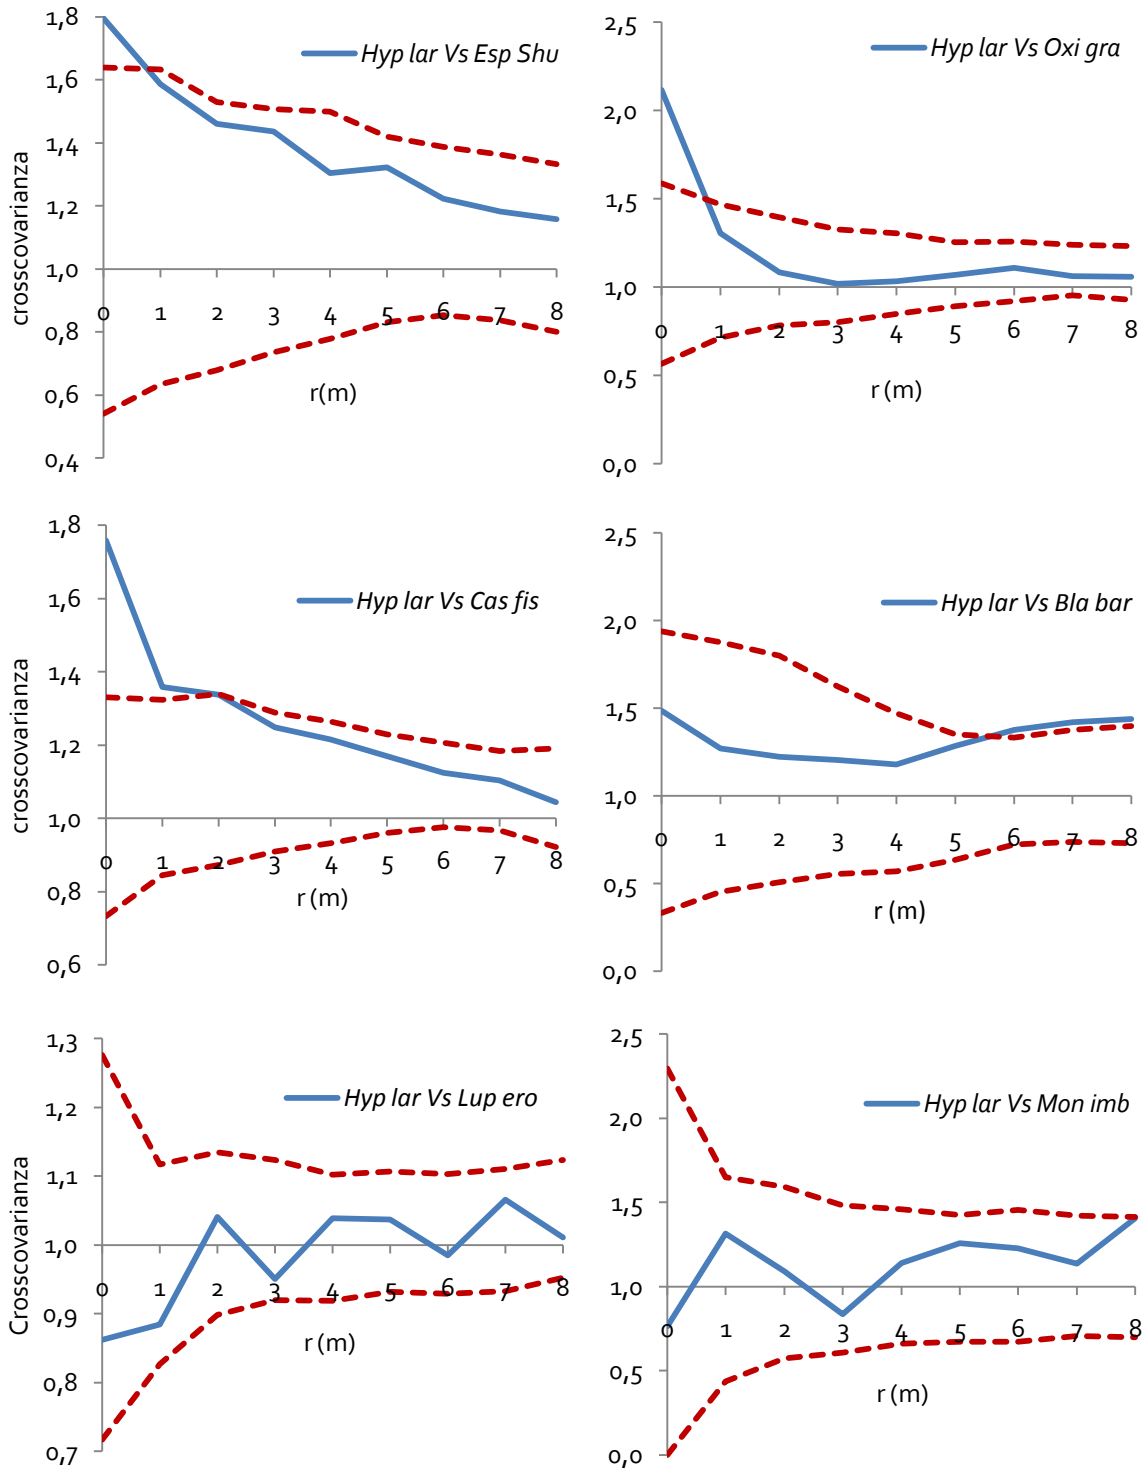 crosscovarianza
1,8
1,6
1,4
1,2
1,0
0,8
0,6
0,4
0 1 2 3 4 5 6 7 8
r(m)
Hyp lar Vs Esp Shu
2,5
2,0
1,5
1,0
0,5
0,0
0 1 2 3 4 5 6 7 8
r (m)
Hyp lar Vs Oxi gra
crosscovarianza
1,8
1,6
1,4
1,2
1,0
0,8
0,6
0 1 2 3 4 5 6 7 8
r (m)
Hyp lar Vs Cas fis
2,5
2,0
1,5
1,0
0,5
0,0
0 1 2 3 4 5 6 7 8
r (m)
Hyp lar Vs Bla bar
Crosscovarianza
1,3
1,2
1,1
1,0
0,9
0,8
0,7
0 1 2 3 4 5 6 7 8
r (m)
Hyp lar Vs Lup ero
2,5
2,0
1,5
1,0
0,5
0,0
0 1 2 3 4 5 6 7 8
r (m)
Hyp lar Vs Mon imb